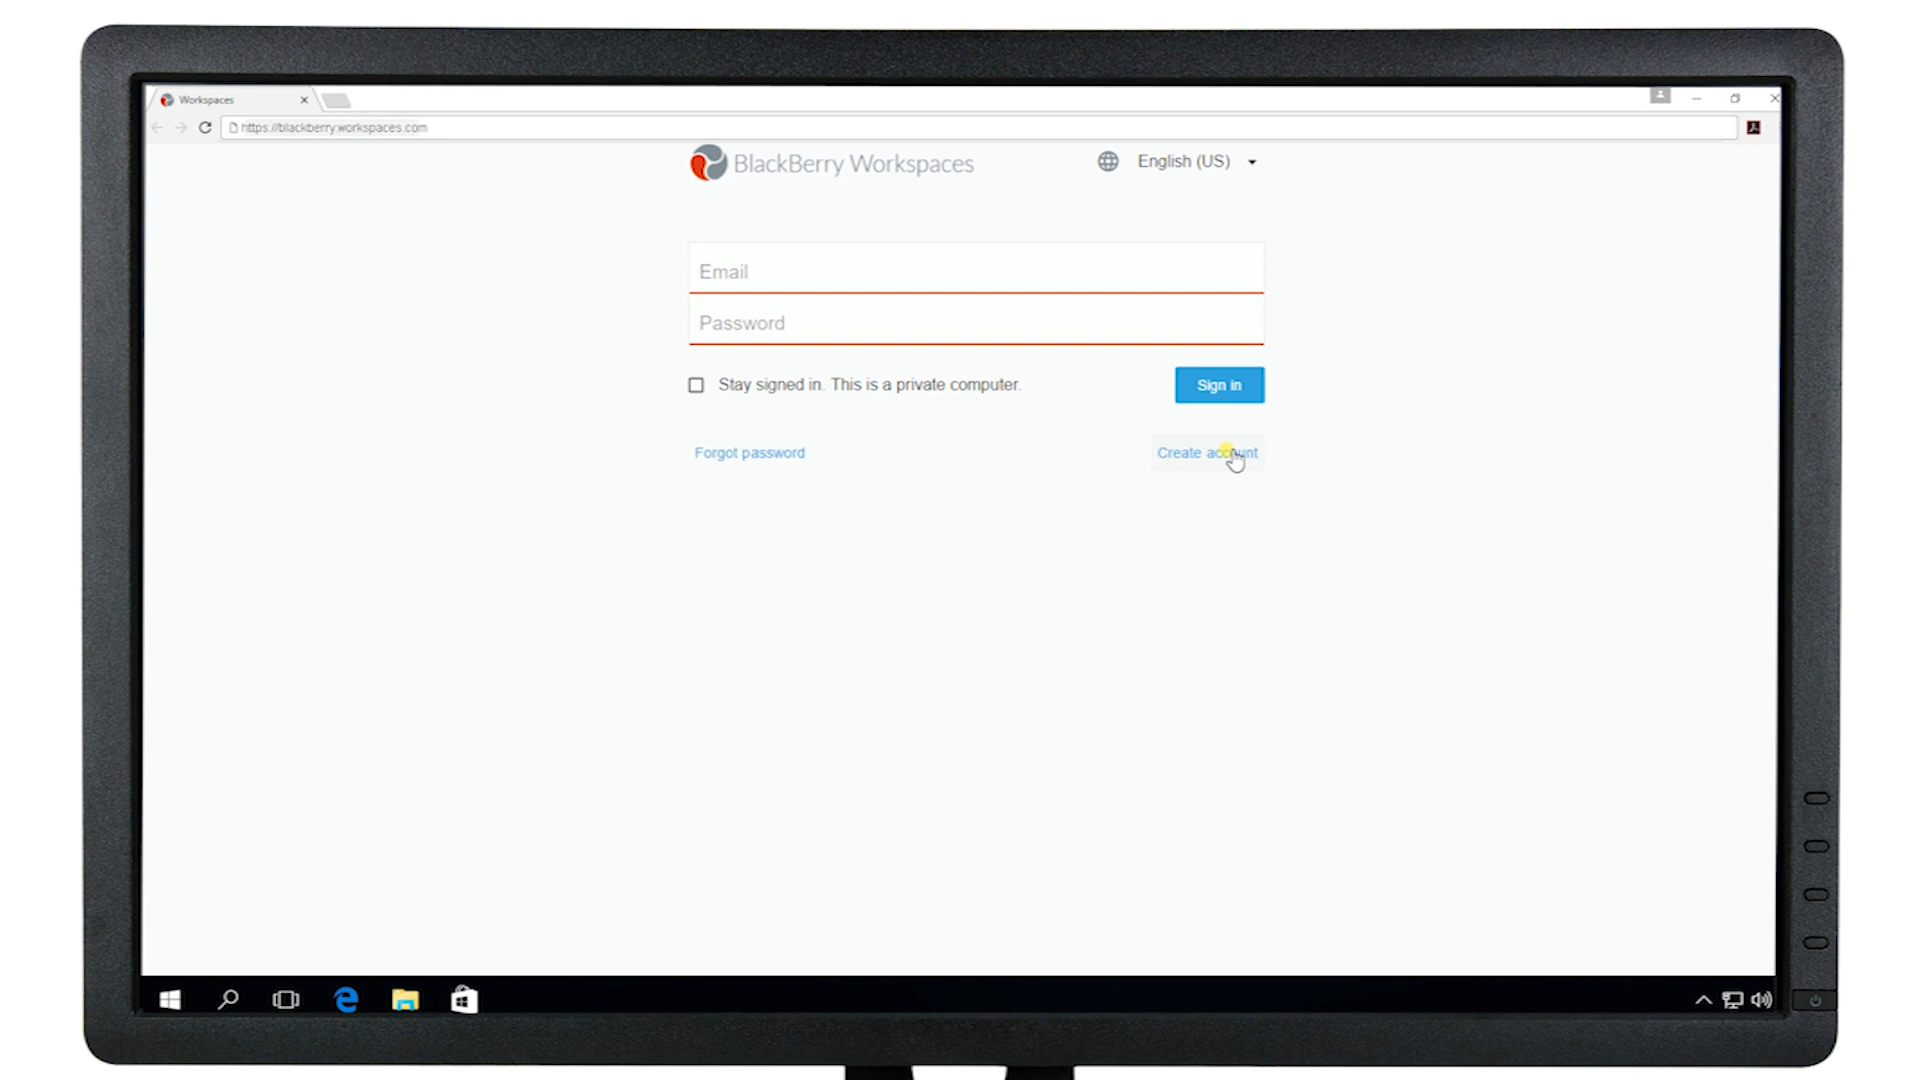 Workspaces
https://blackberry.workspaces.com
BlackBerry Workspaces
English (US)
Email
Password
Stay signed in. This is a private computer.
Sign in
Forgot password
Create account